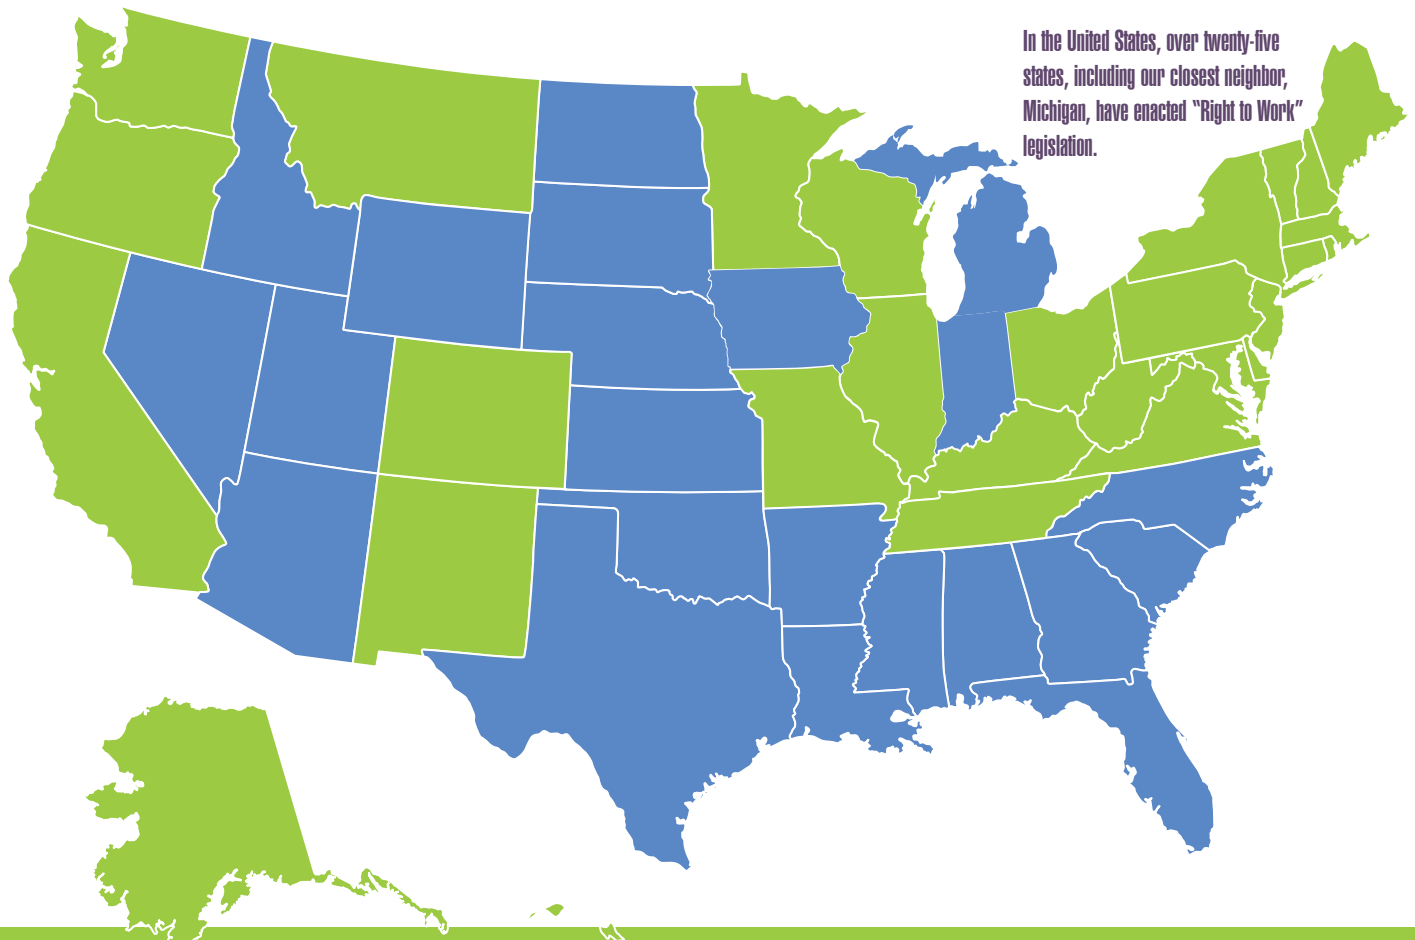 In the United States, over twenty-five
states, including our closest neighbor,
Michigan, have enacted “Right to Work”
legislation.